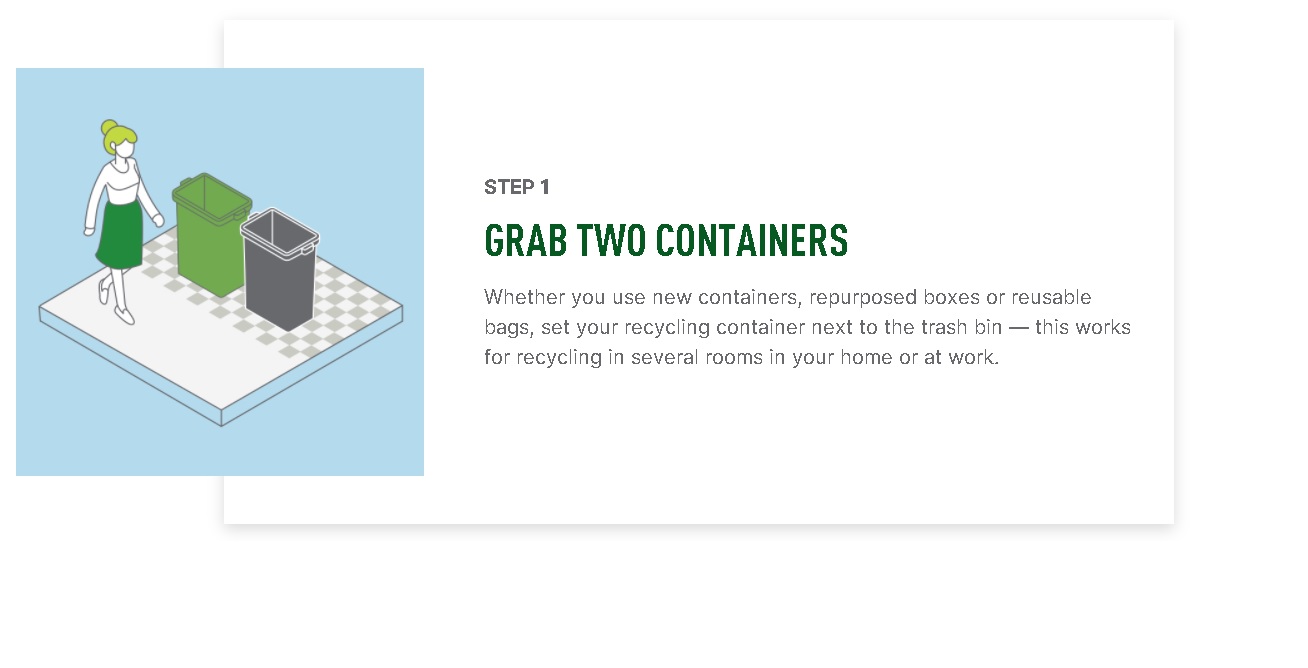 STEP 1
GRAB TWO CONTAINERS
Whether you use new containers, repurposed boxes or reusable
bags, set your recycling container next to the trash bin — this works
for recycling in several rooms in your home or at work.